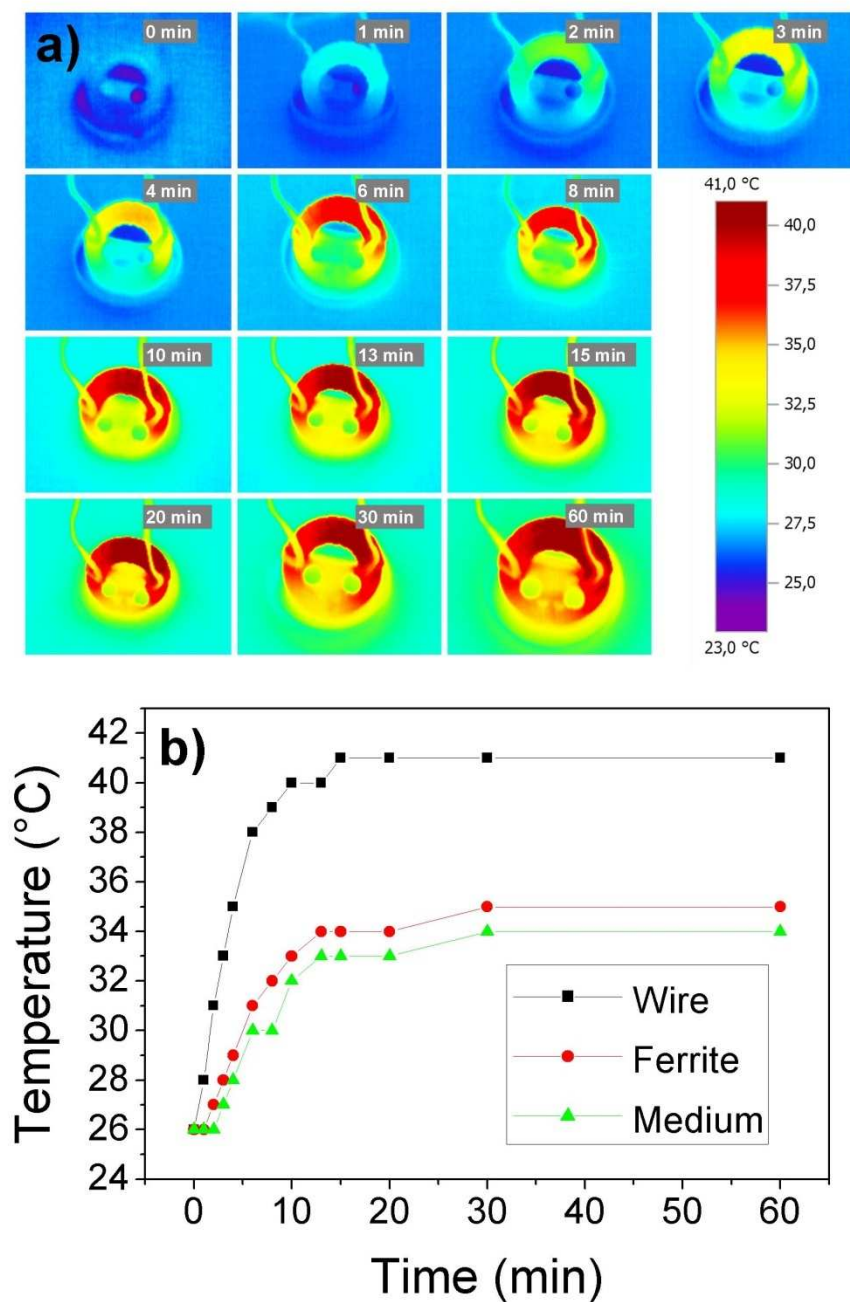 a)
0 min
1 min
2 min
3 min
4 min
6 min
8 min
41,0 °C
40,0
37,5
35,0
32,5
30,0
27,5
25,0
23,0 °C
10 min
13 min
15 min
20 min
30 min
60 min
b)
Temperature (°C)
42
40
38
36
34
32
30
28
26
24
Wire
Ferrite
Medium
0 10 20 30 40 50 60
Time (min)